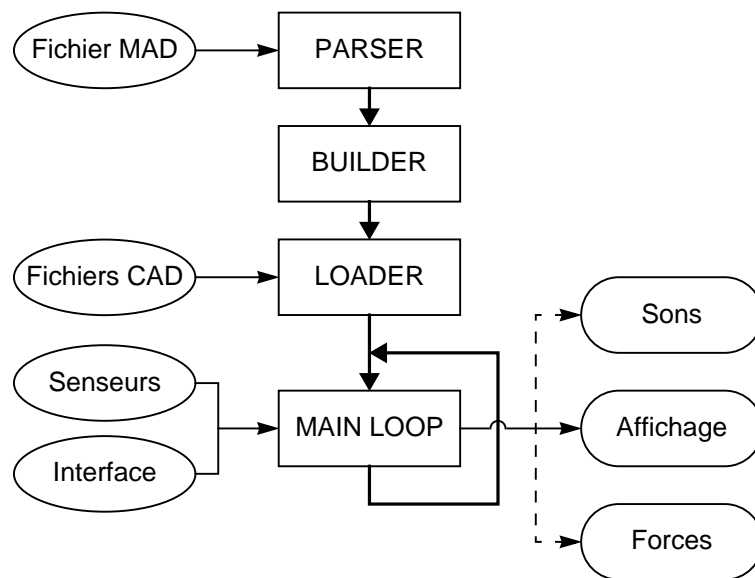 Fichier MAD
PARSER
BUILDER
Fichiers CAD
LOADER
Sons
Senseurs
MAIN LOOP
Affichage
Interface
Forces